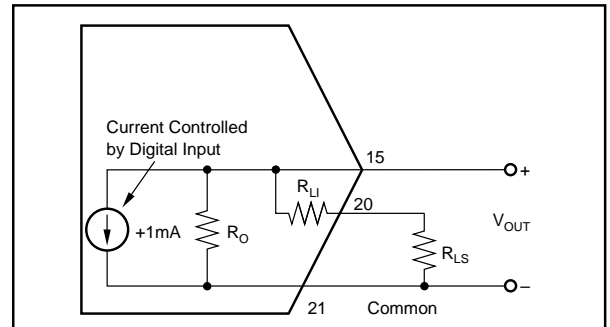 Current Controlled
by Digital Input
15
+
R_LI
20
+1mA
R_O
V_OUT
R_LS
–
21
Common